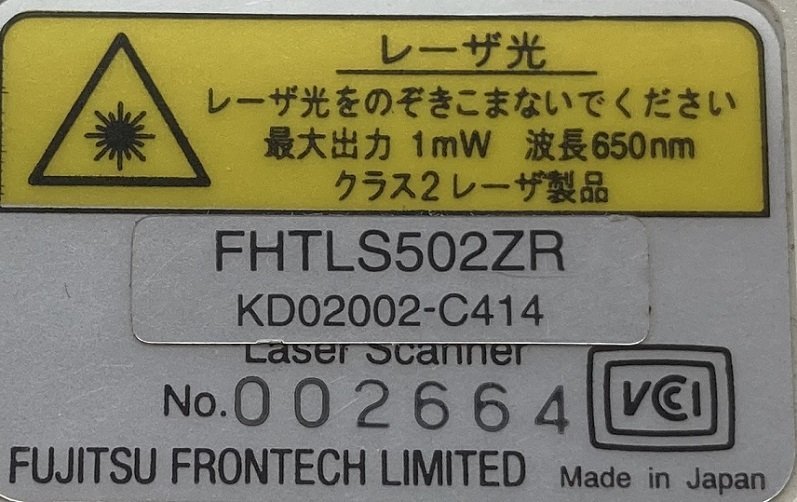 レーザ光
レーザ光をのぞきこまないでください
最大出力 1mW 波長650nm
クラス2レーザ製品
FHTLS502ZR
KD02002-C414
Laser Scanner
No. 002664
VCCI
FUJITSU FRONTECH LIMITED
Made in Japan